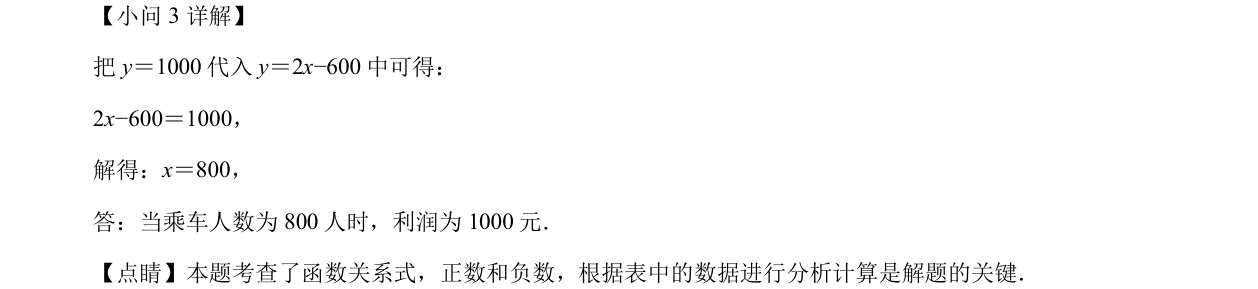 【小问 3 详解】
把 y＝1000 代入 y＝2x−600 中可得：
2x−600＝1000，
解得：x＝800，
答：当乘车人数为 800 人时，利润为 1000 元．
【点睛】本题考查了函数关系式，正数和负数，根据表中的数据进行分析计算是解题的关键．